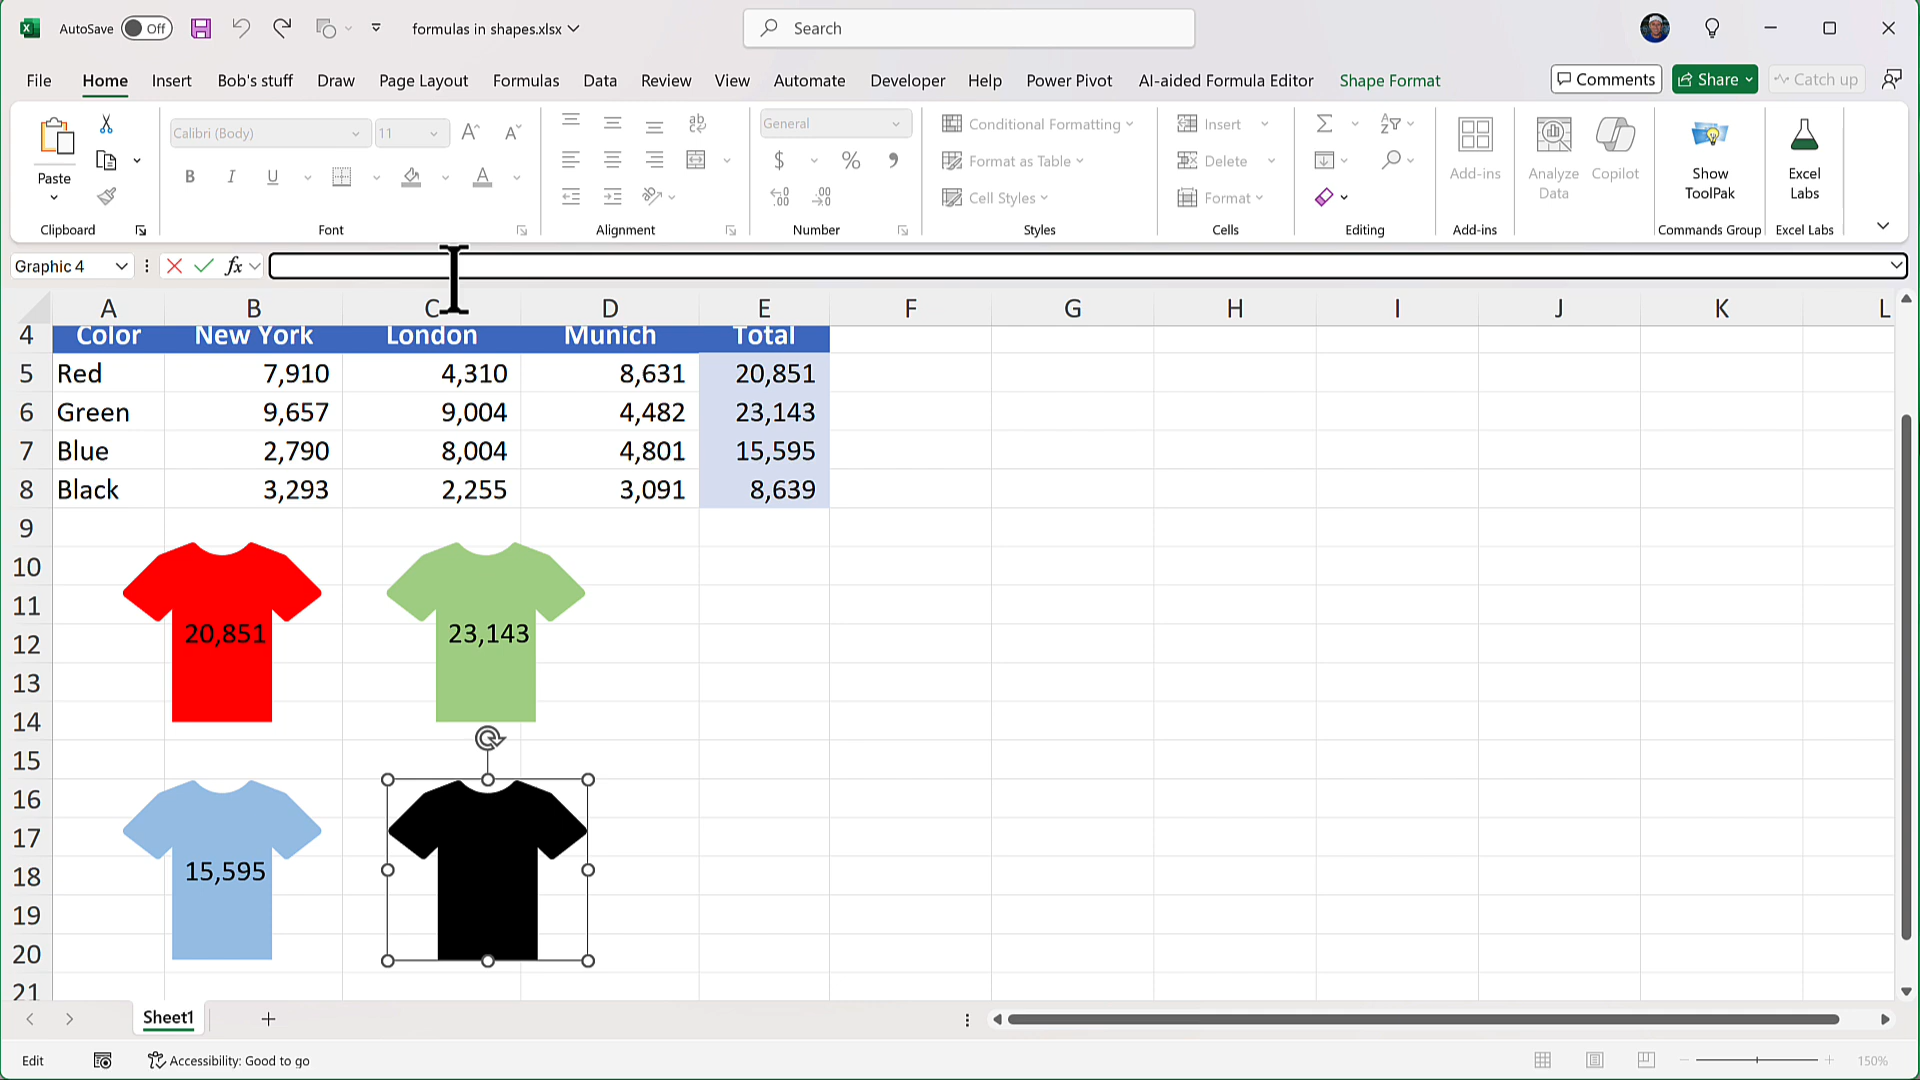 AutoSave Off formulas in shapes.xlsx Search
File Home Insert Bob's stuff Draw Page Layout Formulas Data Review View Automate Developer Help Power Pivot AI-aided Formula Editor Shape Format Comments Share Catch up
Calibri (Body) 11 A^ A ab General Conditional Formatting Insert
B I U A $ % 9 Format as Table Delete
Paste Cell Styles Format Add-ins Analyze Data Copilot Show ToolPak Excel Labs
Clipboard Font Alignment Number Styles Cells Editing Add-ins Commands Group Excel Labs
Graphic 4 fx
A B C D E F G H I J K L
4 Color New York London Munich Total
5 Red 7,910 4,310 8,631 20,851
6 Green 9,657 9,004 4,482 23,143
7 Blue 2,790 8,004 4,801 15,595
8 Black 3,293 2,255 3,091 8,639
9
10
11
12 20,851 23,143
13
14
15
16
17
18 15,595
19
20
21
Sheet1
Edit Accessibility: Good to go 150%